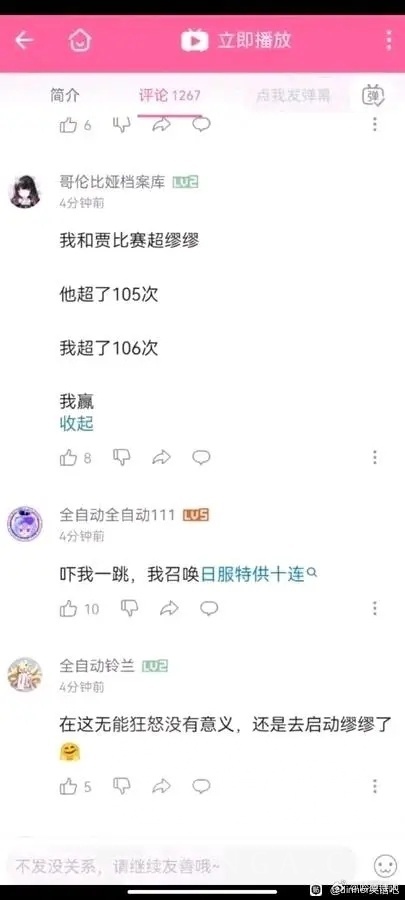 立即播放
简介
评论 1267
点我发弹幕
弹
6
哥伦比娅档案库 LV2
4分钟前
我和贾比赛超缪缪
他超了105次
我超了106次
我赢
收起
8
全自动全自动111 LV5
4分钟前
吓我一跳，我召唤日服特供十连
10
全自动铃兰 LV2
4分钟前
在这无能狂怒没有意义，还是去启动缪缪了
5
不发没关系，请继续友善哦~